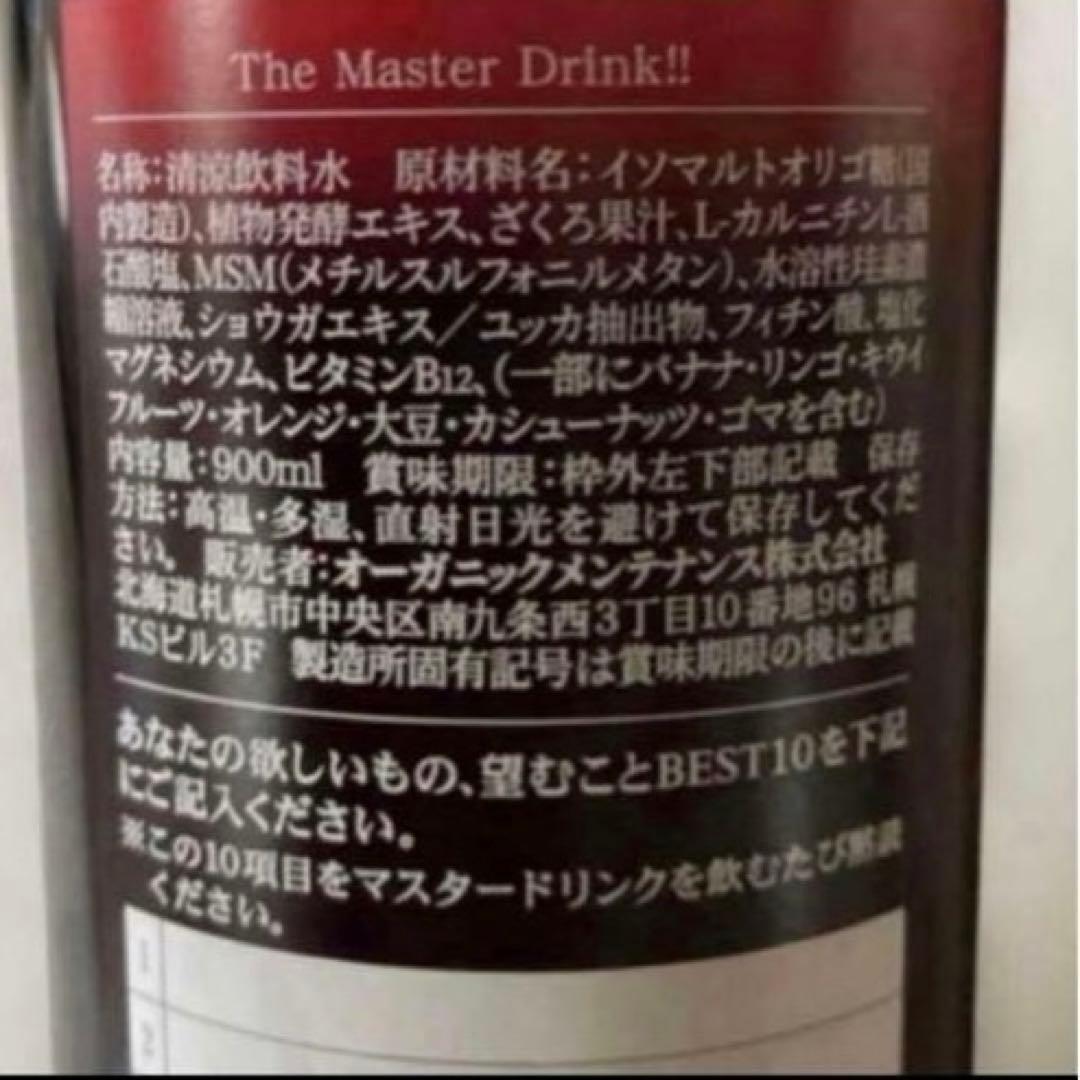 The Master Drink!!
名称:清涼飲料水 原材料名:イソマルトオリゴ糖(国
内製造)、植物発酵エキス、ざくろ果汁、L-カルニチンL-酒
石酸塩、MSM(メチルスルフォニルメタン)、水溶性珪素濃
縮溶液、ショウガエキス/ユッカ抽出物、フィチン酸、塩化
マグネシウム、ビタミンB12、(一部にバナナ・リンゴ・キウイ
フルーツ・オレンジ・大豆・カシューナッツ・ゴマを含む)
内容量:900ml 賞味期限:枠外左下部記載 保存
方法:高温・多湿、直射日光を避けて保存してくだ
さい。 販売者:オーガニックメンテナンス株式会社
北海道札幌市中央区南九条西3丁目10番地96 札幌
KSビル3F 製造所固有記号は賞味期限の後に記載
あなたの欲しいもの、望むことBEST10を下記
にご記入ください。
※この10項目をマスタードリンクを飲むたび黙読
ください。
1
2